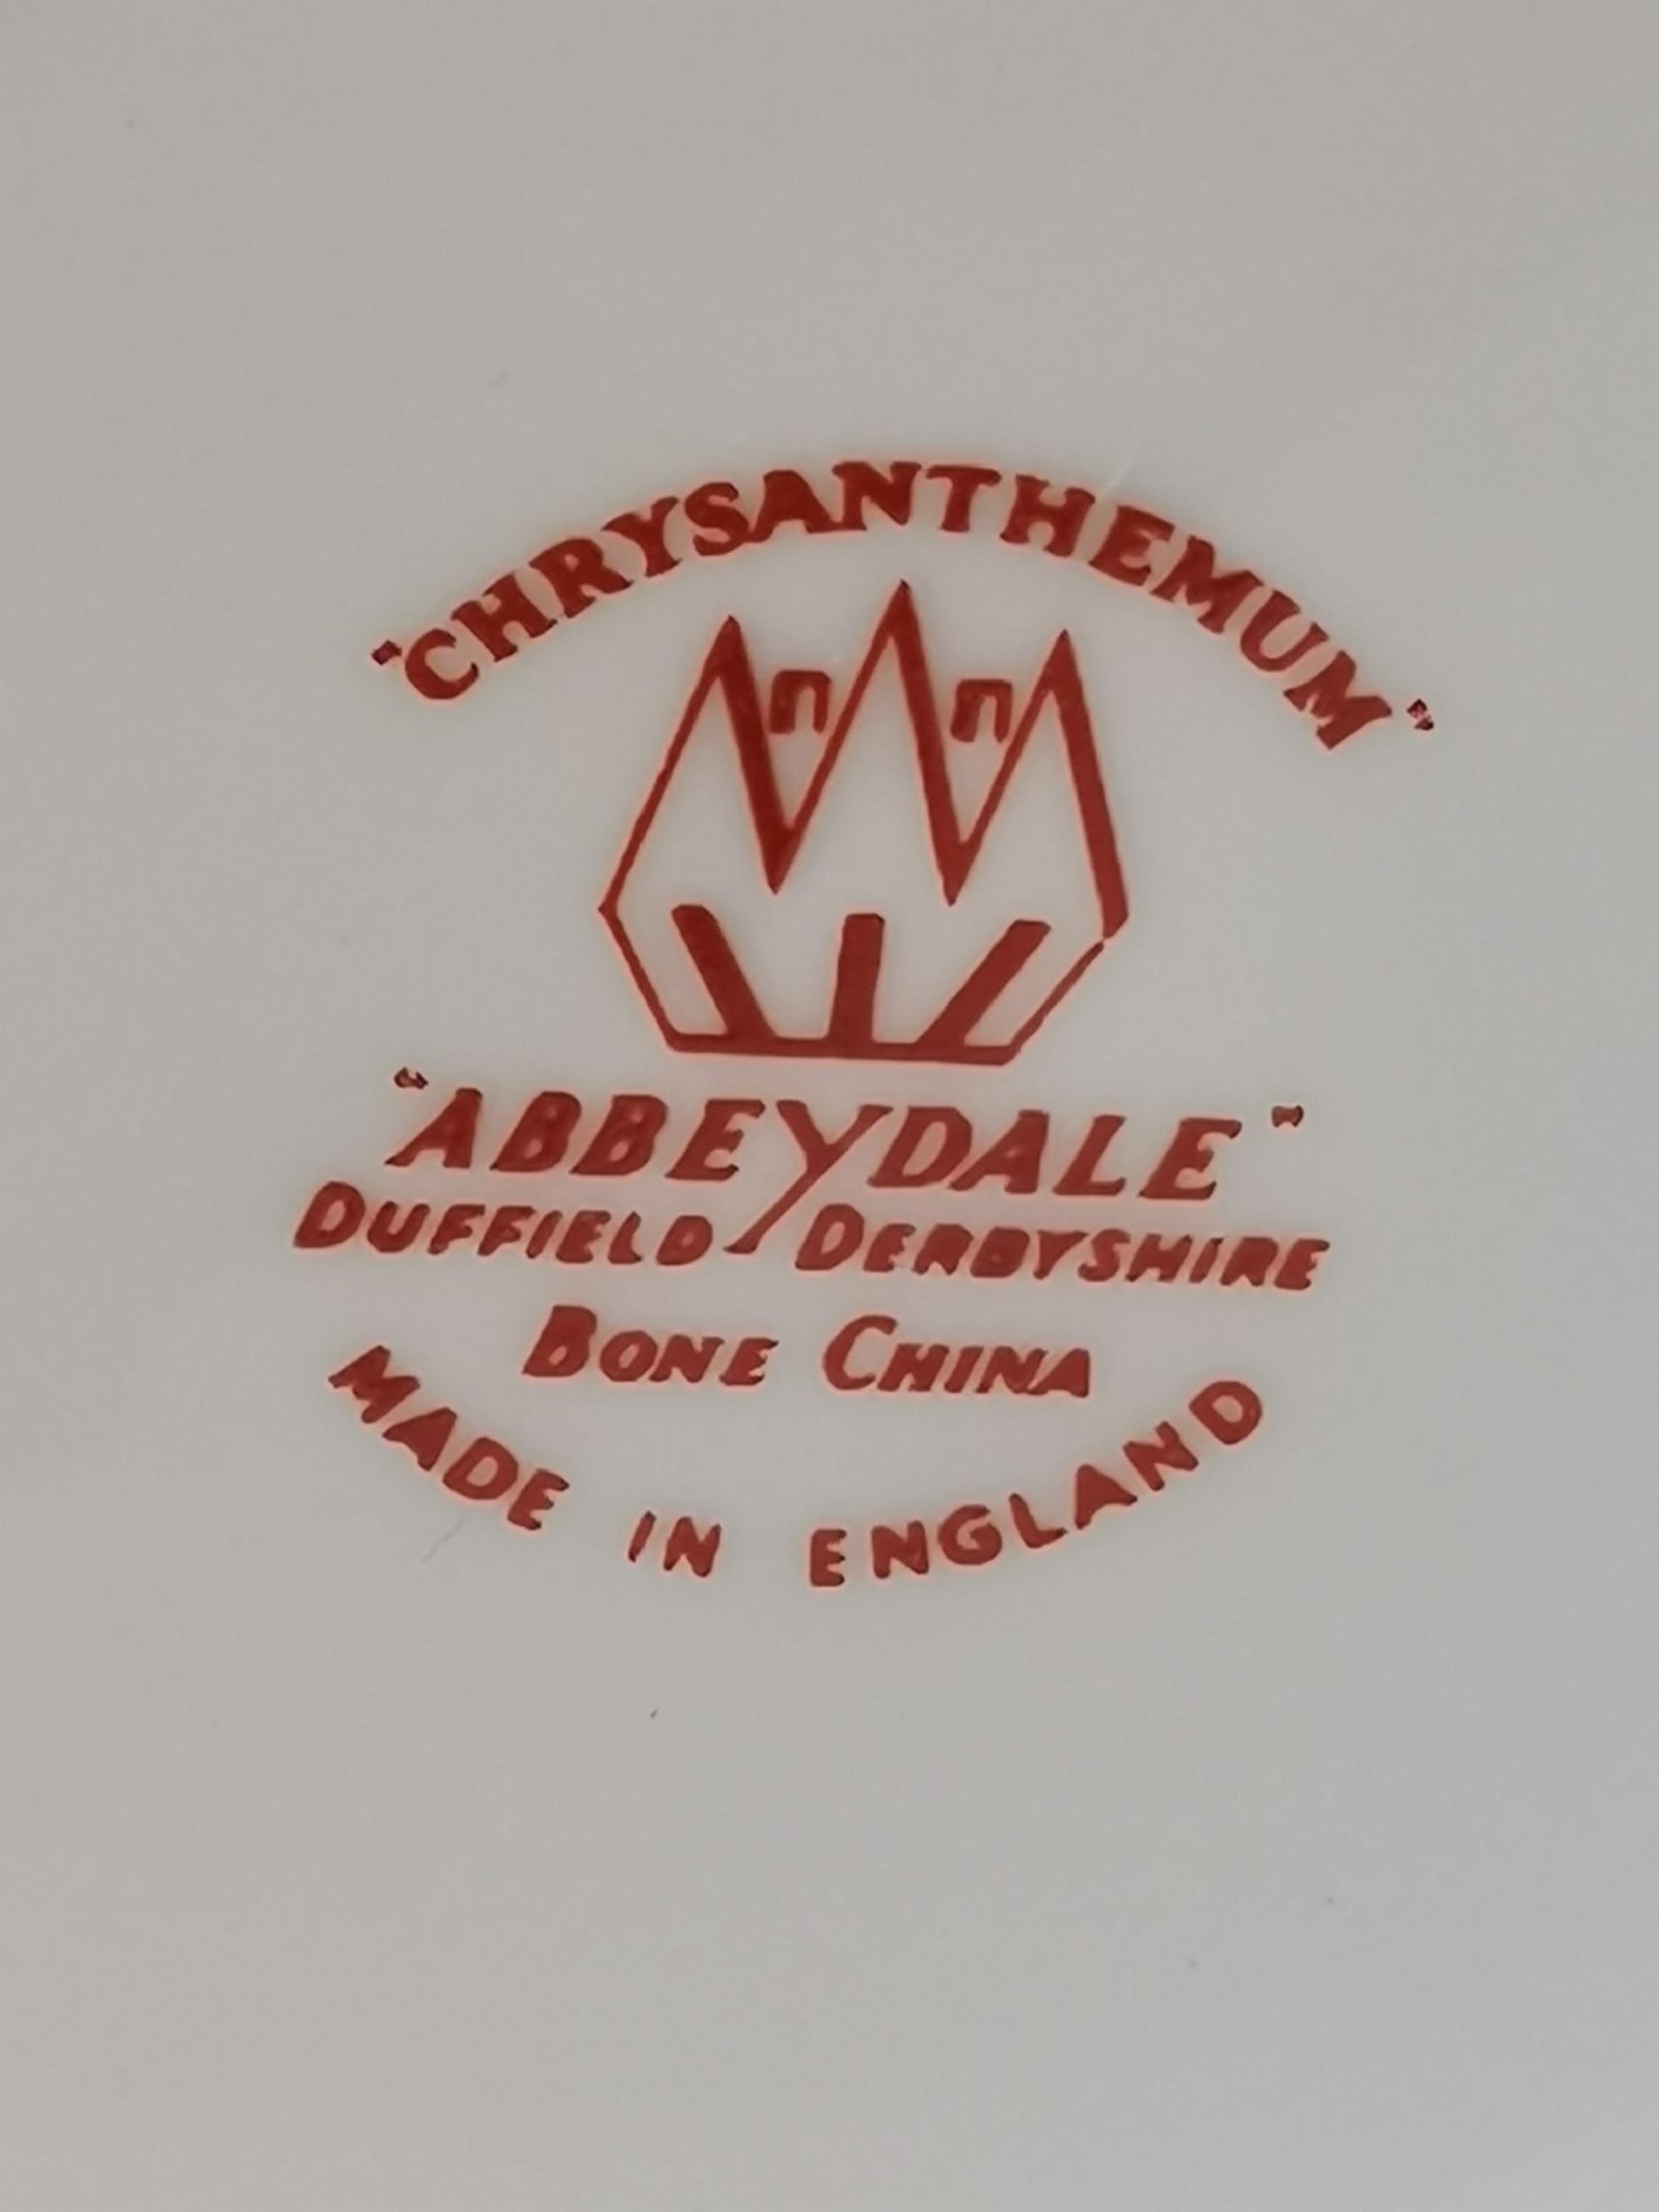 "CHRYSANTHEMUM"
"ABBEYDALE"
DUFFIELD DERBYSHIRE
BONE CHINA
MADE IN ENGLAND